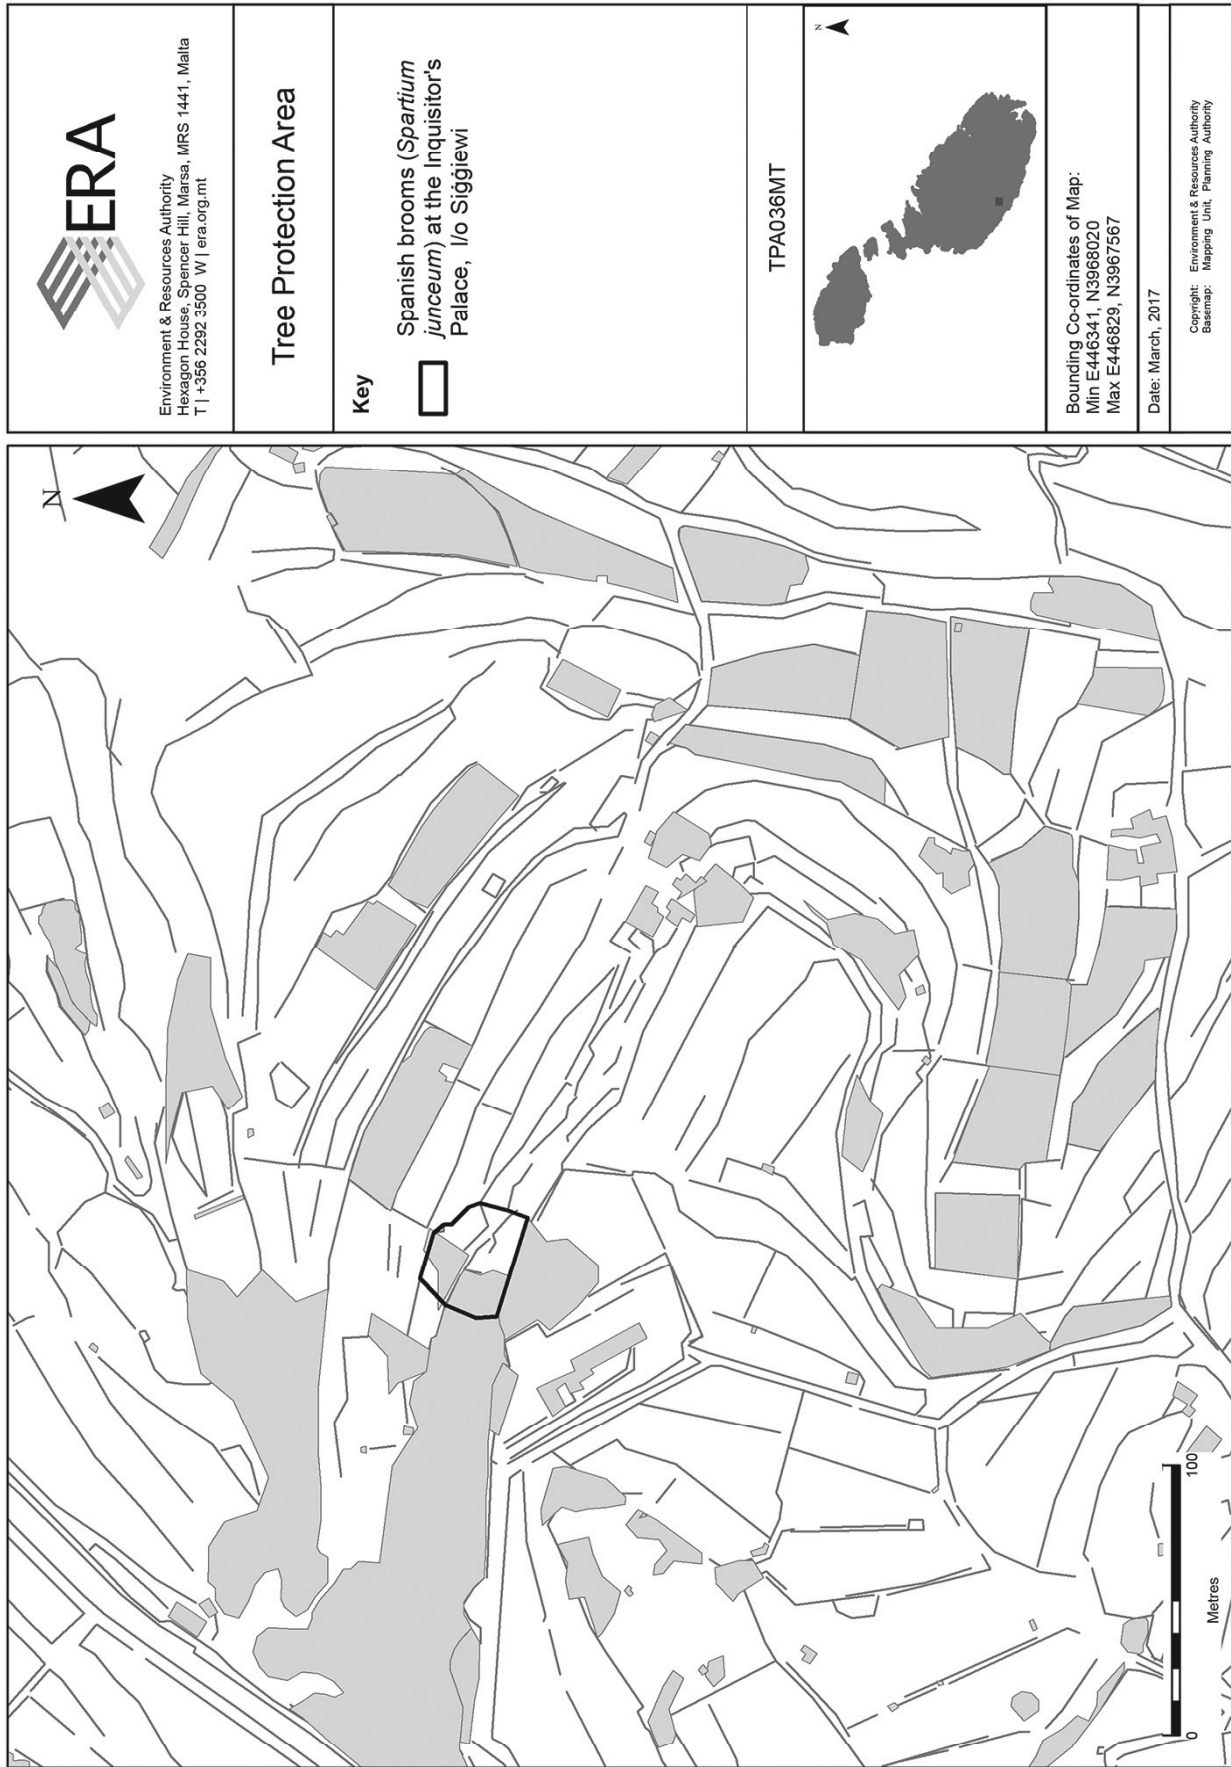 ERA
Environment & Resources Authority
Hexagon House, Spencer Hill, Marsa, MRS 1441, Malta
T | +356 2292 3500  W | era.org.mt
Tree Protection Area
Key
Spanish brooms (Spartium
junceum) at the Inquisitor's
Palace, l/o Siġġiewi
TPA036MT
N
Bounding Co-ordinates of Map:
Min E446341, N3968020
Max E446829, N3967567
Date: March, 2017
Copyright: Environment & Resources Authority
Basemap: Mapping Unit, Planning Authority
N
0 100
Metres